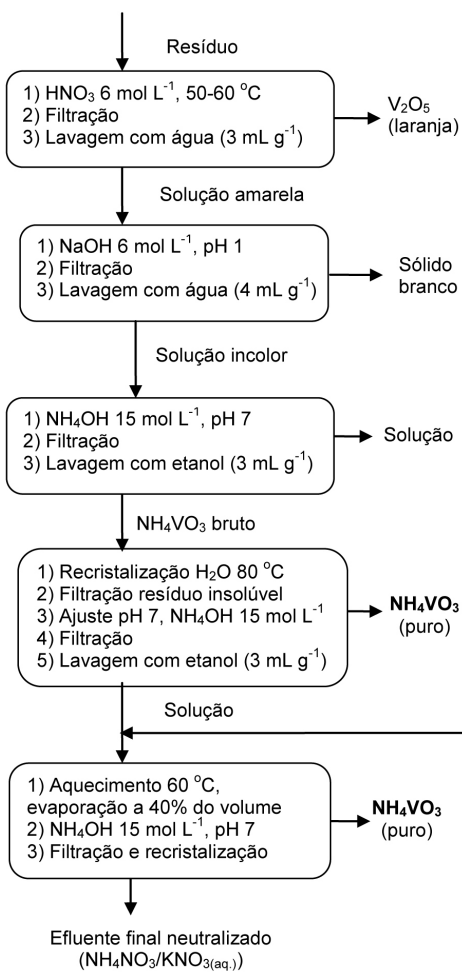 Resíduo
1) HNO₃ 6 mol L⁻¹, 50-60 °C
2) Filtração
3) Lavagem com água (3 mL g⁻¹)
V₂O₅
(laranja)
Solução amarela
1) NaOH 6 mol L⁻¹, pH 1
2) Filtração
3) Lavagem com água (4 mL g⁻¹)
Sólido
branco
Solução incolor
1) NH₄OH 15 mol L⁻¹, pH 7
2) Filtração
3) Lavagem com etanol (3 mL g⁻¹)
Solução
NH₄VO₃ bruto
1) Recristalização H₂O 80 °C
2) Filtração resíduo insolúvel
3) Ajuste pH 7, NH₄OH 15 mol L⁻¹
4) Filtração
5) Lavagem com etanol (3 mL g⁻¹)
NH₄VO₃
(puro)
Solução
1) Aquecimento 60 °C,
evaporação a 40% do volume
2) NH₄OH 15 mol L⁻¹, pH 7
3) Filtração e recristalização
NH₄VO₃
(puro)
Efluente final neutralizado
(NH₄NO₃/KNO₃₍ₐq.₎)